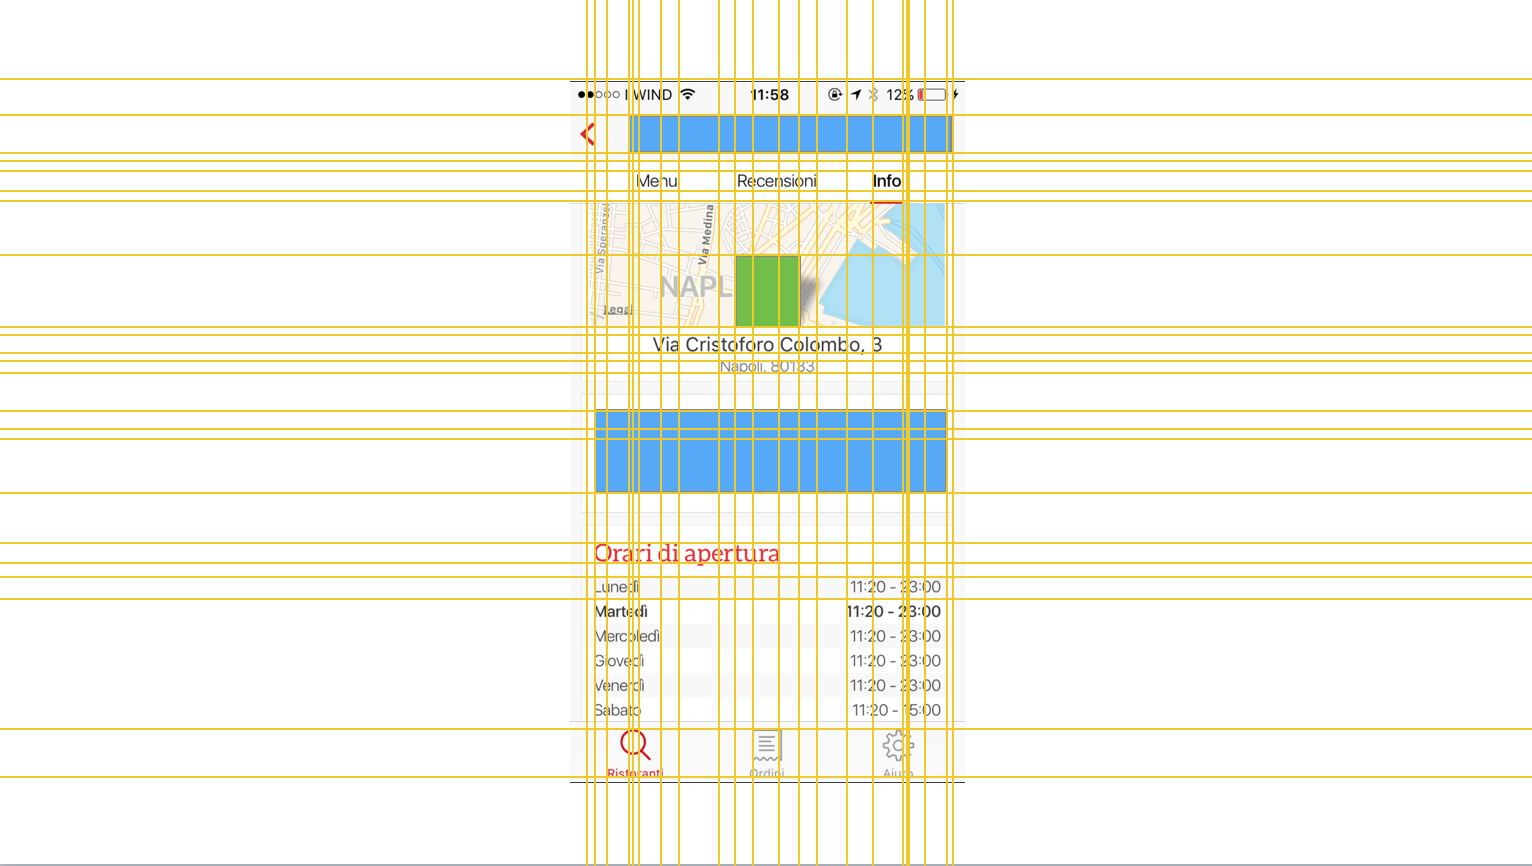 I WIND 11:58 12%
Menu Recensioni Info
Via Speranze
Via Medina
NAPL
Legal
Via Cristoforo Colombo, 3
Napoli, 80133
Orari di apertura
Lunedì 11:20 - 23:00
Martedì 11:20 - 23:00
Mercoledì 11:20 - 23:00
Giovedì 11:20 - 23:00
Venerdì 11:20 - 23:00
Sabato 11:20 - 15:00
Ristoranti Ordini Aiuto